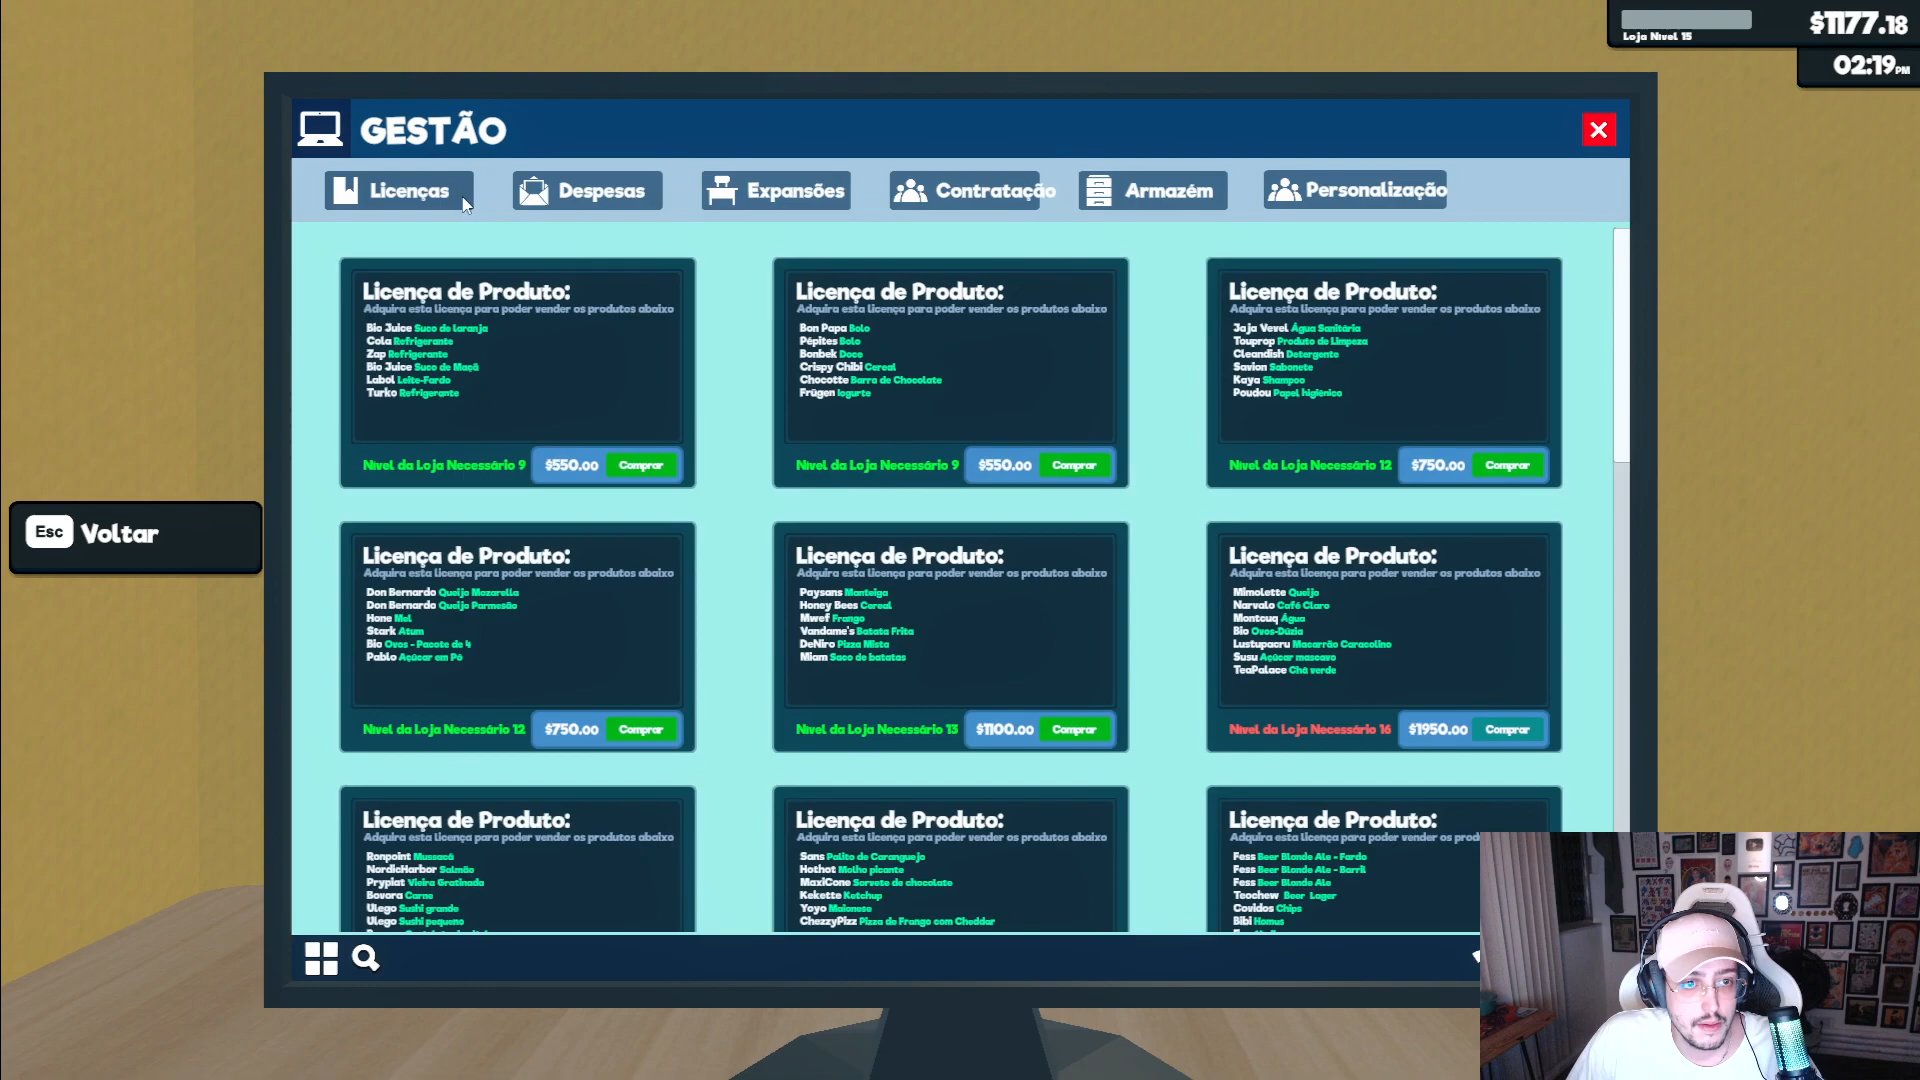 $1177.18
Loja Nível 15
02:19PM
GESTÃO
Licenças
Despesas
Expansões
Contratação
Armazém
Personalização
Licença de Produto:
Adquira esta licença para poder vender os produtos abaixo
Bio Juice Suco de laranja
Cola Refrigerante
Zap Refrigerante
Bio Juice Suco de Maçã
Labol Leite-Fardo
Turko Refrigerante
Nível da Loja Necessário 9
$550.00
Comprar
Licença de Produto:
Adquira esta licença para poder vender os produtos abaixo
Bon Papa Bolo
Pépites Bolo
Bonbek Doce
Crispy Chibi Cereal
Chocotte Barra de Chocolate
Frügen Iogurte
Nível da Loja Necessário 9
$550.00
Comprar
Licença de Produto:
Adquira esta licença para poder vender os produtos abaixo
Jaja Vevel Água Sanitária
Touprop Produto de Limpeza
Cleandish Detergente
Savion Sabonete
Kaya Shampoo
Poudou Papel higiênico
Nível da Loja Necessário 12
$750.00
Comprar
Esc Voltar
Licença de Produto:
Adquira esta licença para poder vender os produtos abaixo
Don Bernardo Queijo Mozarella
Don Bernardo Queijo Parmesão
Hone Mel
Stark Atum
Bio Ovos - Pacote de 4
Pablo Açúcar em Pó
Nível da Loja Necessário 12
$750.00
Comprar
Licença de Produto:
Adquira esta licença para poder vender os produtos abaixo
Paysans Manteiga
Honey Bees Cereal
Mwef Frango
Vandame's Batata Frita
DeNiro Pizza Mista
Miam Saco de batatas
Nível da Loja Necessário 13
$1100.00
Comprar
Licença de Produto:
Adquira esta licença para poder vender os produtos abaixo
Mimolette Queijo
Narvalo Café Claro
Montcuq Água
Bio Ovos-Dúzia
Lustupacru Macarrão Caracolino
Susu Açúcar mascavo
TeaPalace Chá verde
Nível da Loja Necessário 16
$1950.00
Comprar
Licença de Produto:
Adquira esta licença para poder vender os produtos abaixo
Ronpoint Mussacá
NordicHarbor Salmão
Prypiat Vieira Gratinada
Bovora Carne
Ulego Sushi grande
Ulego Sushi pequeno
Licença de Produto:
Adquira esta licença para poder vender os produtos abaixo
Sans Palito de Caranguejo
Hothot Molho picante
MaxiCone Sorvete de chocolate
Kekette Ketchup
Yoyo Maionese
ChezzyPizz Pizza de Frango com Cheddar
Licença de Produto:
Adquira esta licença para poder vender os prod
Fess Beer Blonde Ale - Fardo
Fess Beer Blonde Ale - Barril
Fess Beer Blonde Ale
Teochew Beer Lager
Covidos Chips
Bibi Homus